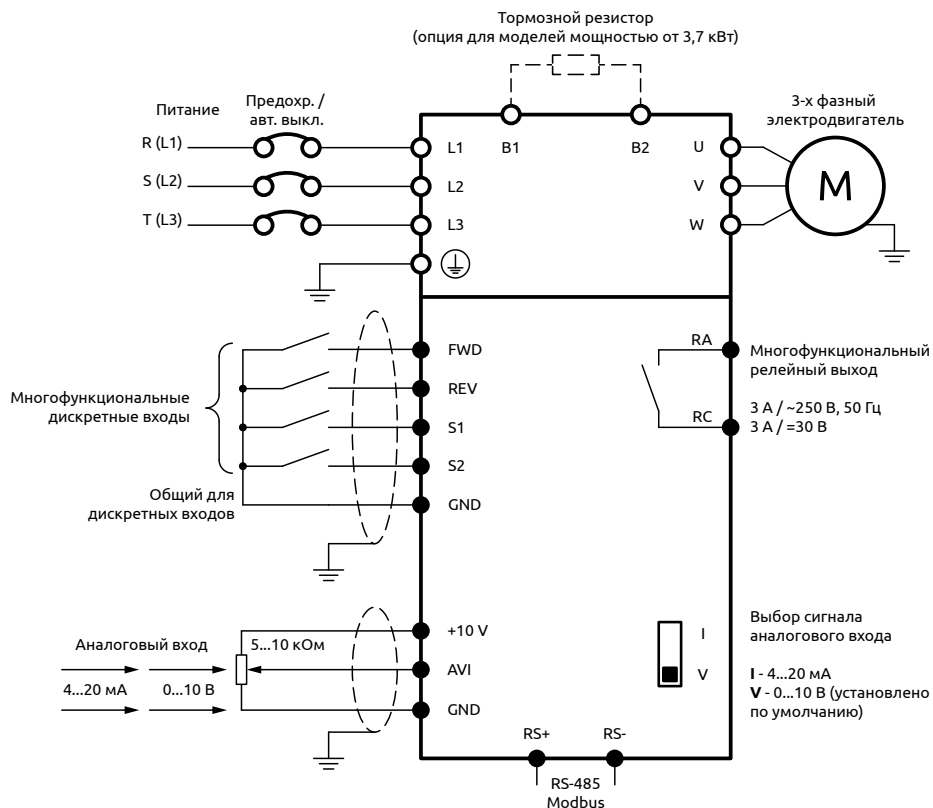 Тормозной резистор
(опция для моделей мощностью от 3,7 кВт)
Питание
Предохр. /
авт. выкл.
3-х фазный
электродвигатель
R (L1)
L1
B1
B2
U
S (L2)
L2
V
M
T (L3)
L3
W
FWD
REV
S1
S2
GND
Многофункциональные
дискретные входы
Общий для
дискретных входов
RA
RC
Многофункциональный
релейный выход
3 А / ~250 В, 50 Гц
3 А / =30 В
Аналоговый вход
5...10 кОм
4...20 мА
0...10 В
+10 V
AVI
GND
I
V
Выбор сигнала
аналогового входа
I - 4...20 мА
V - 0...10 В (установлено
по умолчанию)
RS+
RS-
RS-485
Modbus